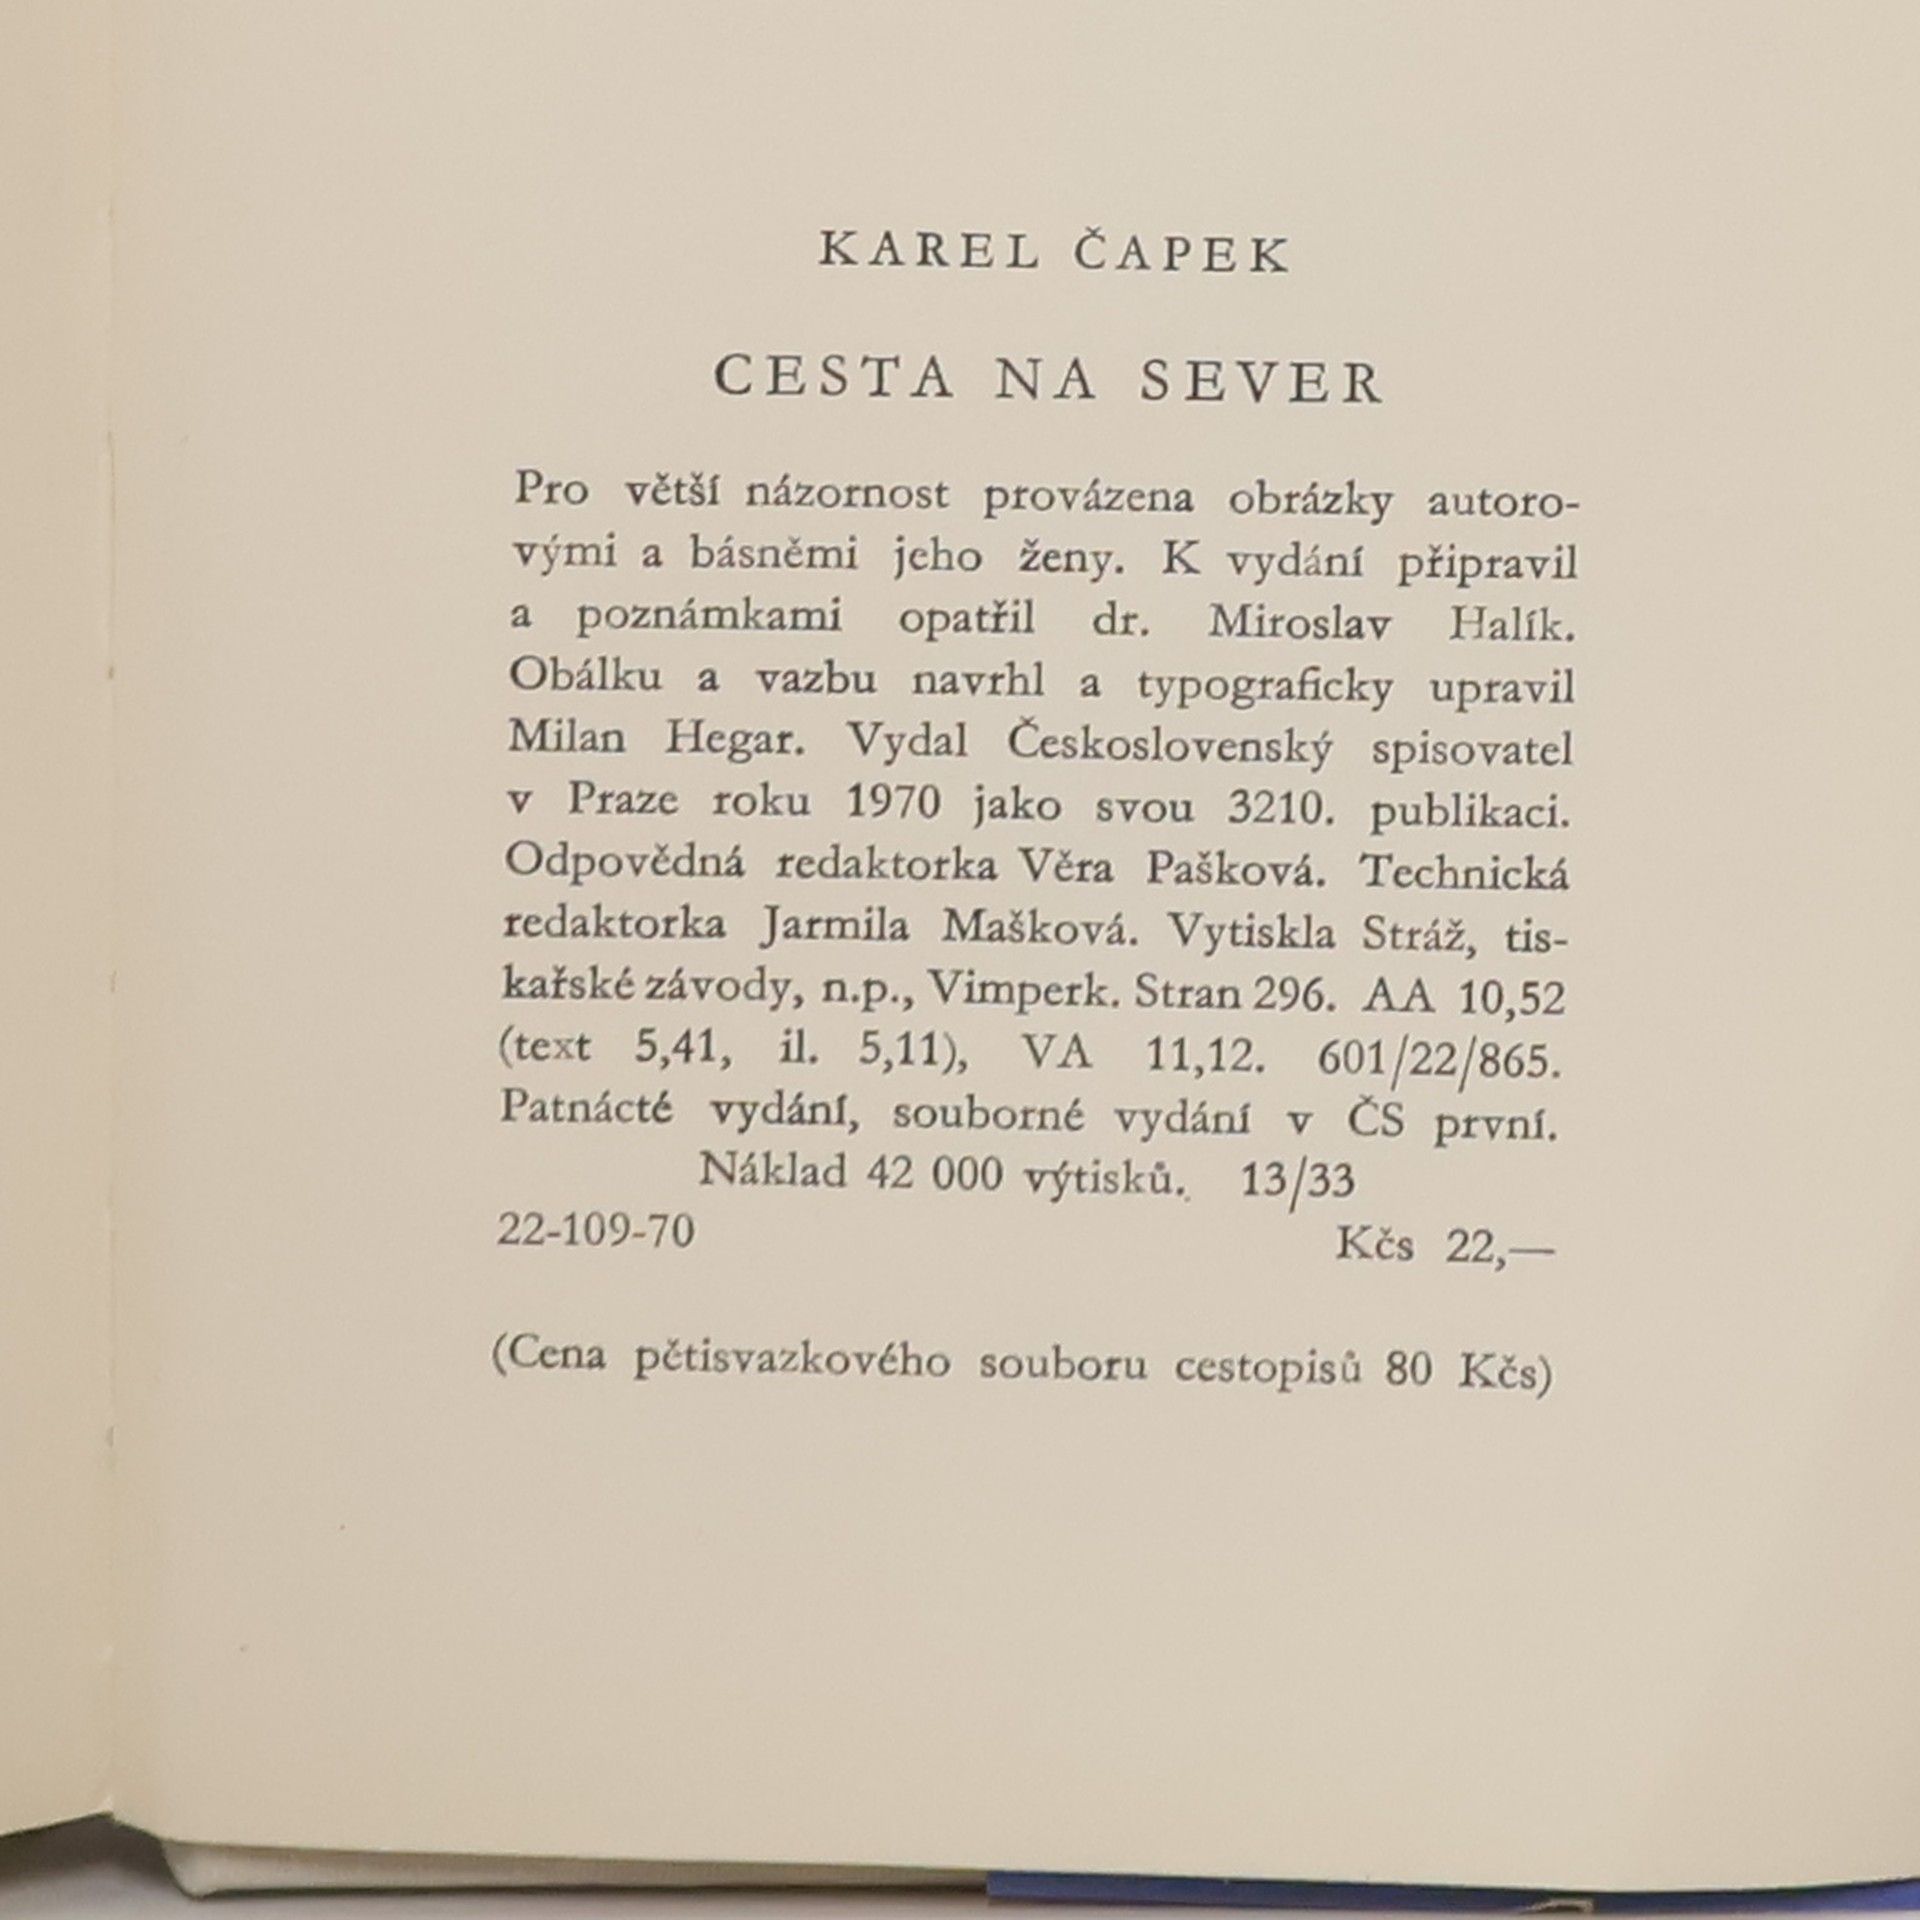 KAREL ČAPEK
CESTA NA SEVER
Pro větší názornost provázena obrázky autoro-
vými a básněmi jeho ženy. K vydání připravil
a poznámkami opatřil dr. Miroslav Halík.
Obálku a vazbu navrhl a typograficky upravil
Milan Hegar. Vydal Československý spisovatel
v Praze roku 1970 jako svou 3210. publikaci.
Odpovědná redaktorka Věra Pašková. Technická
redaktorka Jarmila Mašková. Vytiskla Stráž, tis-
kařské závody, n.p., Vimperk. Stran 296. AA 10,52
(text 5,41, il. 5,11), VA 11,12. 601/22/865.
Patnácté vydání, souborné vydání v ČS první.
Náklad 42 000 výtisků. 13/33
22-109-70 Kčs 22,—
(Cena pětisvazkového souboru cestopisů 80 Kčs)